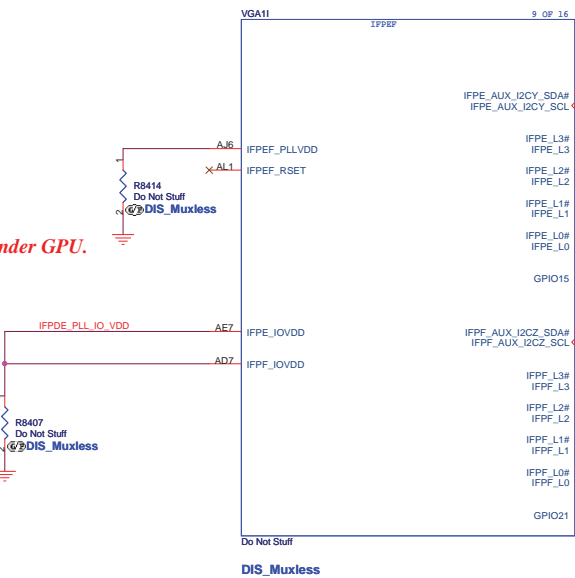 VGA1I
9 OF 16
IFPEF
IFPE_AUX_I2CY_SDA#
IFPE_AUX_I2CY_SCL
IFPE_L3#
IFPE_L3
AJ6
IFPEF_PLLVDD
AL1
IFPEF_RSET
IFPE_L2#
IFPE_L2
1
R8414
Do Not Stuff
DIS_Muxless
2
IFPE_L1#
IFPE_L1
nder GPU.
IFPE_L0#
IFPE_L0
GPIO15
IFPDE_PLL_IO_VDD
AE7
IFPE_IOVDD
IFPF_AUX_I2CZ_SDA#
IFPF_AUX_I2CZ_SCL
AD7
IFPF_IOVDD
IFPF_L3#
IFPF_L3
IFPF_L2#
IFPF_L2
R8407
Do Not Stuff
DIS_Muxless
IFPF_L1#
IFPF_L1
IFPF_L0#
IFPF_L0
GPIO21
Do Not Stuff
DIS_Muxless